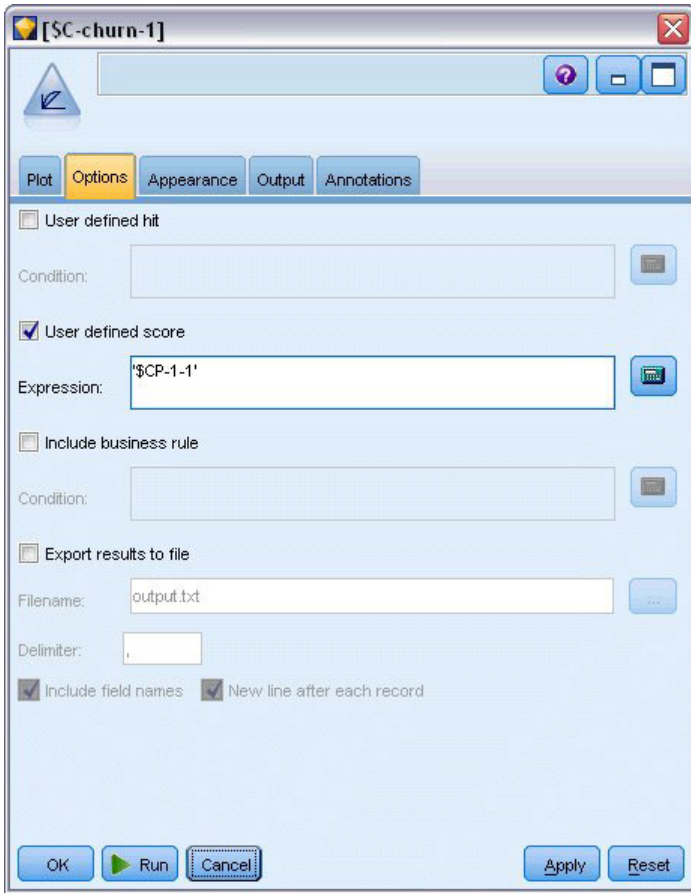 [$C-churn-1]
Plot Options Appearance Output Annotations
User defined hit
Condition:
User defined score
Expression: '$CP-1-1'
Include business rule
Condition:
Export results to file
Filename: output.txt
...
Delimiter: ,
Include field names New line after each record
OK Run Cancel Apply Reset